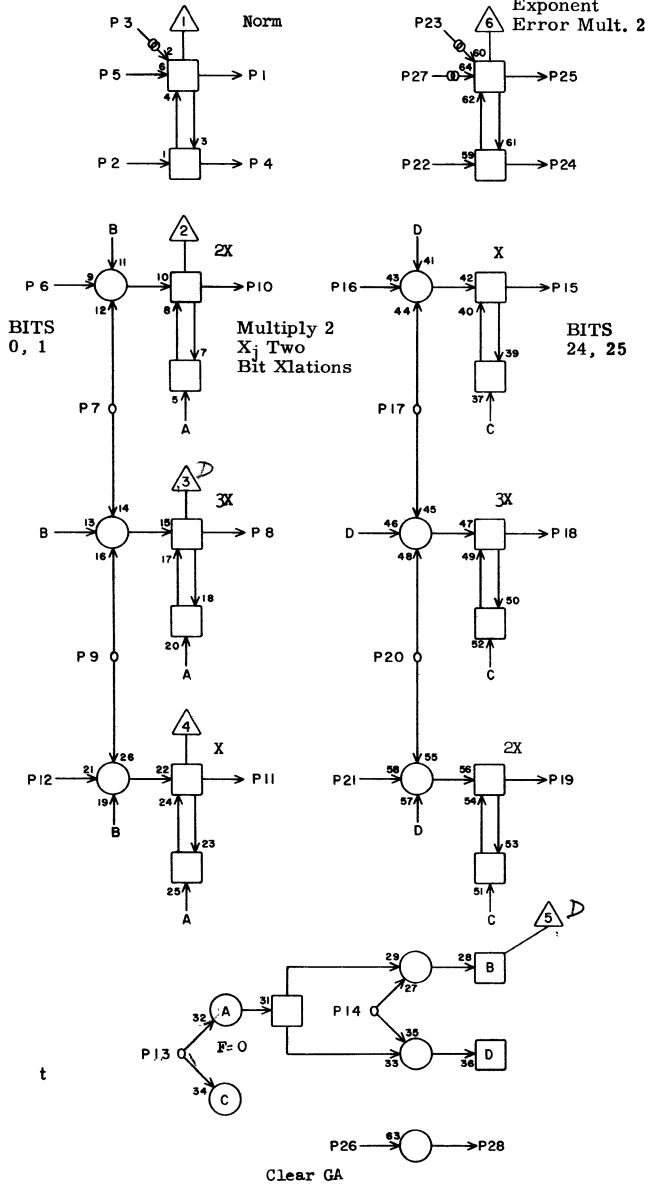 P3 1 Norm P23 6 Exponent
Error Mult. 2
2 60
P5 6 P1 P27 64 P25
4 62
3 61
P2 1 P4 P22 59 P24
B 2 2X D X
11 41
P6 9 10 P10 P16 43 42 P15
12 8 44 40
BITS Multiply 2 BITS
0, 1 Xj Two 24, 25
Bit Xlations
7 39
5 37
P7 A P17 C
3 D 3X 3X
14 45
B 13 15 P8 D 46 47 P18
16 17 48 49
18 50
20 52
P9 A P20 C
4 X 2X
26 55
P12 21 22 P11 P21 58 56 P19
19 24 57 54
B D
23 53
25 51
A C
5 D
29 28 B
27
31 P14
32 A
35
P13 F=0 33 36 D
t
34 C
63
P26 P28
Clear GA